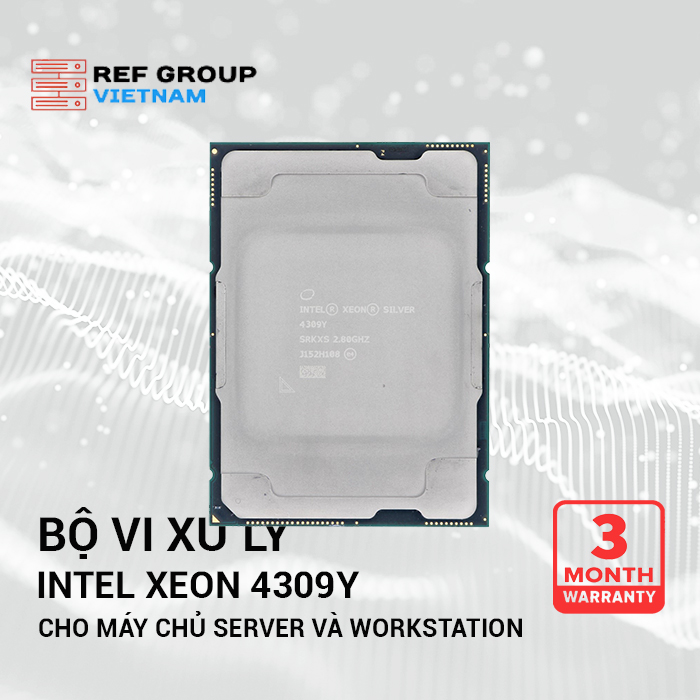 REF GROUP
VIETNAM
INTEL® XEON® SILVER
4309Y
SRKXS 2.80GHZ
J152H108
BỘ VI XỬ LÝ
INTEL XEON 4309Y
CHO MÁY CHỦ SERVER VÀ WORKSTATION
3
MONTH
WARRANTY